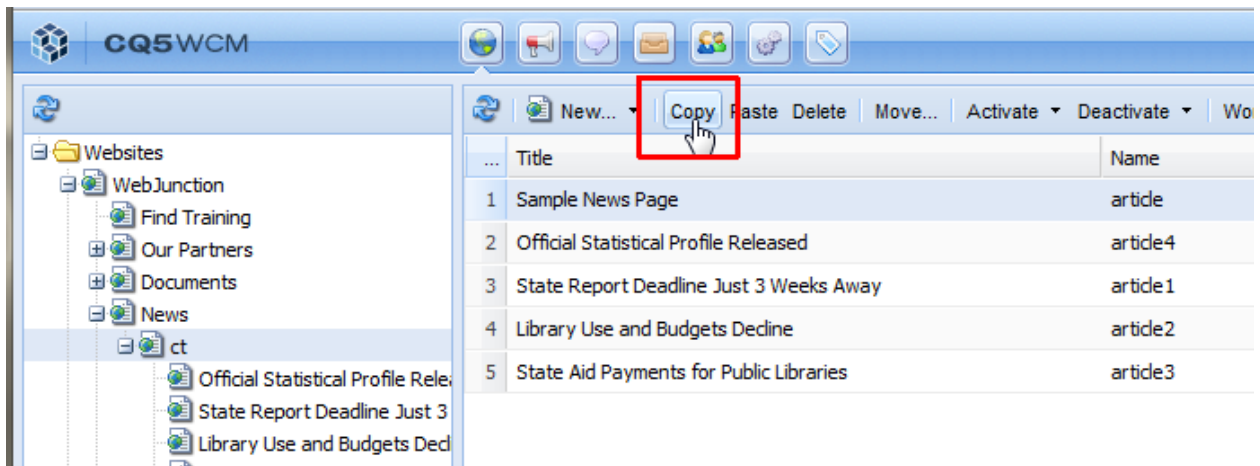 CQ5WCM
New... Copy Paste Delete Move... Activate Deactivate
Websites
WebJunction
Find Training
Our Partners
Documents
News
ct
Official Statistical Profile
State Report Deadline Just 3
Library Use and Budgets
... Title Name
1 Sample News Page article
2 Official Statistical Profile Released article4
3 State Report Deadline Just 3 Weeks Away article1
4 Library Use and Budgets Decline article2
5 State Aid Payments for Public Libraries article3